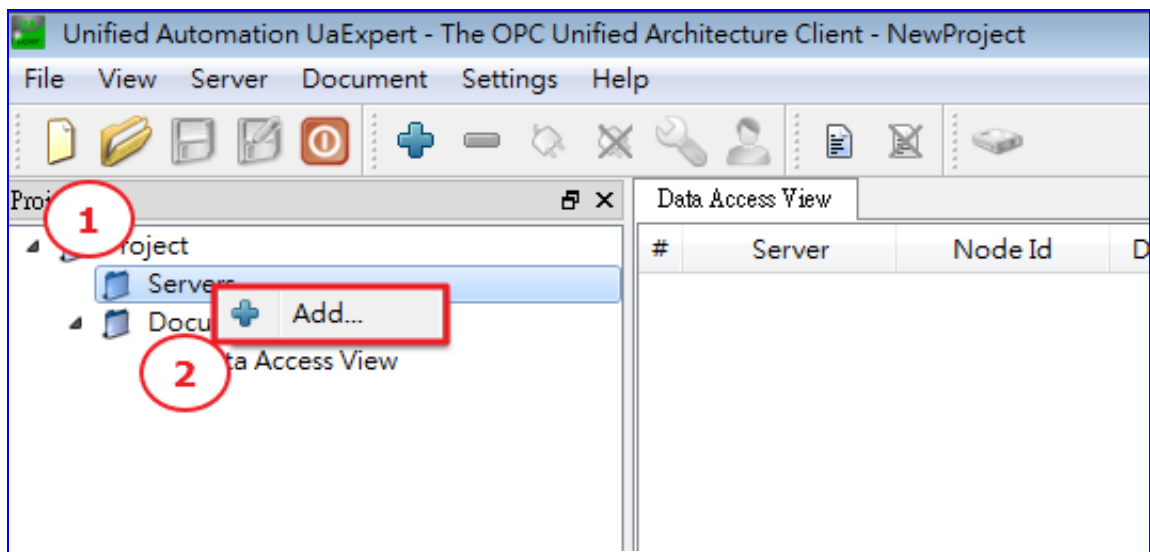 Unified Automation UaExpert - The OPC Unified Architecture Client - NewProject
File View Server Document Settings Help
Data Access View
1
# Server Node Id D
Servers
Add...
Docu
2
ta Access View